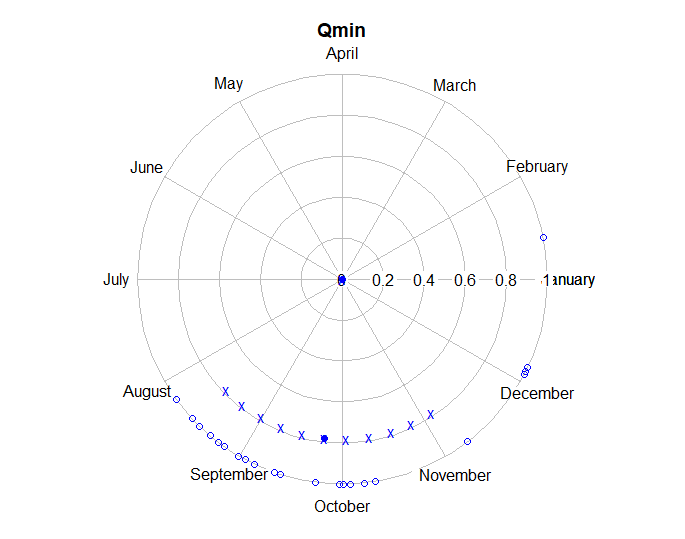 Qmin
April
May
March
June
February
July
0
0.2
0.4
0.6
0.8
1
January
August
December
September
November
October
X X X X X X X X X X X